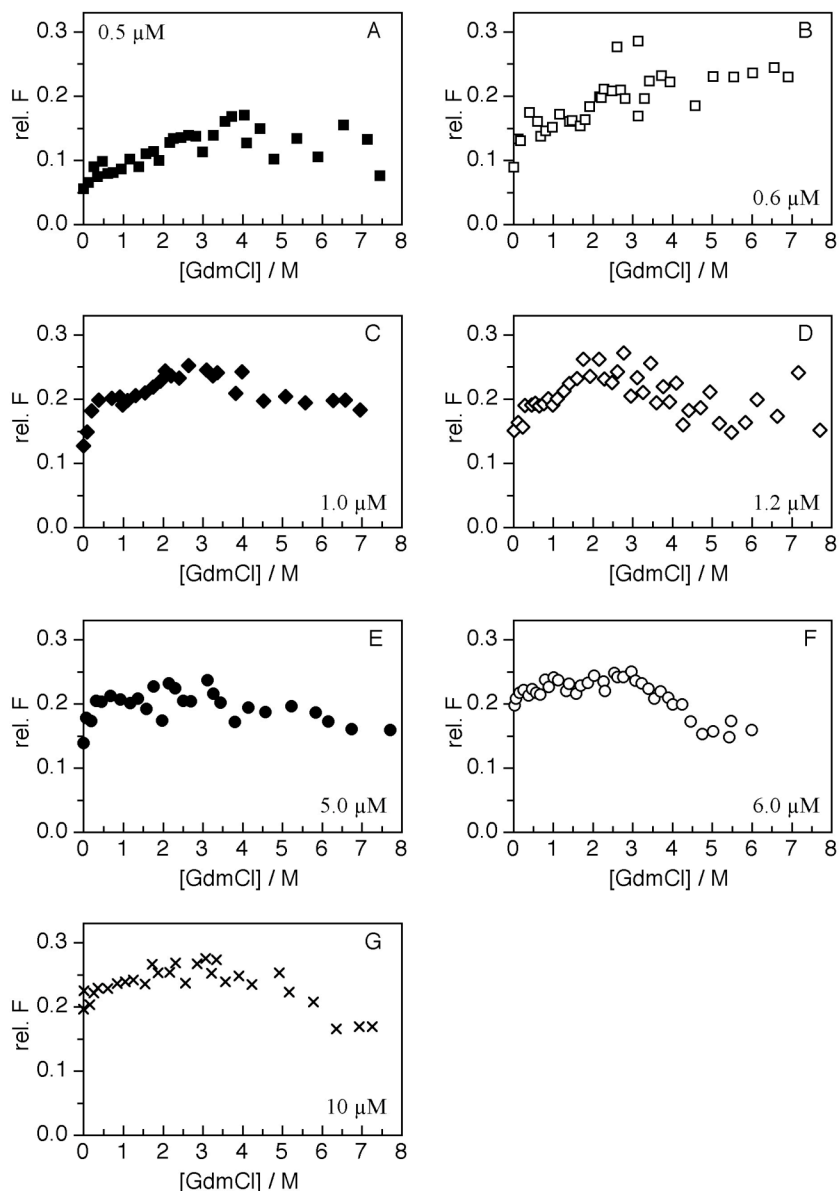 0.5 µM
A
rel. F
0.3
0.2
0.1
0.0
0 1 2 3 4 5 6 7 8
[GdmCl] / M
B
rel. F
0.3
0.2
0.1
0.0
0.6 µM
0 1 2 3 4 5 6 7 8
[GdmCl] / M
C
rel. F
0.3
0.2
0.1
0.0
1.0 µM
0 1 2 3 4 5 6 7 8
[GdmCl] / M
D
rel. F
0.3
0.2
0.1
0.0
1.2 µM
0 1 2 3 4 5 6 7 8
[GdmCl] / M
E
rel. F
0.3
0.2
0.1
0.0
5.0 µM
0 1 2 3 4 5 6 7 8
[GdmCl] / M
F
rel. F
0.3
0.2
0.1
0.0
6.0 µM
0 1 2 3 4 5 6 7 8
[GdmCl] / M
G
rel. F
0.3
0.2
0.1
0.0
10 µM
0 1 2 3 4 5 6 7 8
[GdmCl] / M